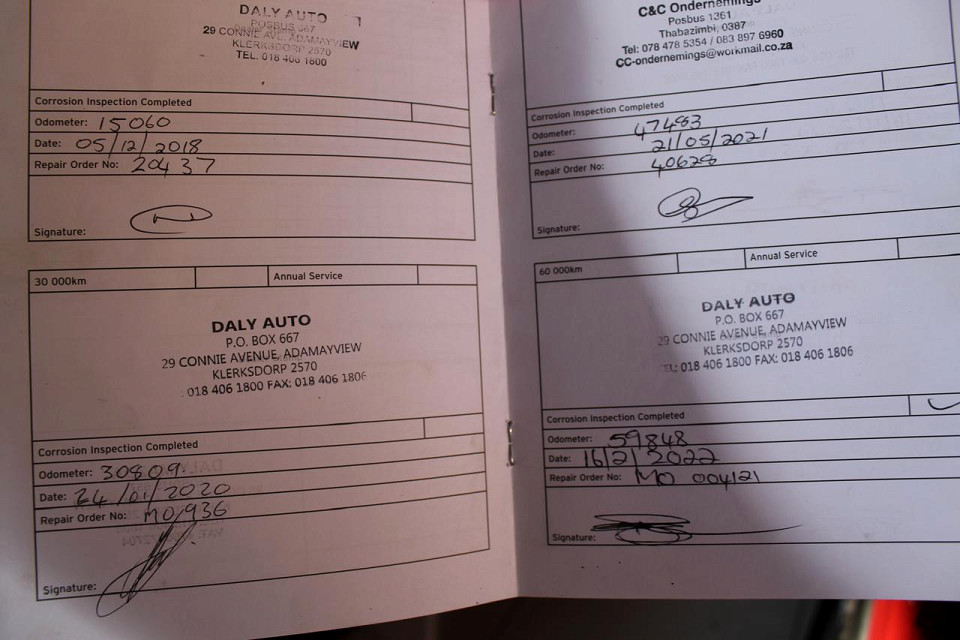 DALY AUTO
POSBUS 667
29 CONNIE AVE. ADAMAYVIEW
KLERKSDORP 2570
TEL. 018 406 1800
Corrosion Inspection Completed
Odometer: 15060
Date: 05/12/2018
Repair Order No: 20437
Signature:
30 000km Annual Service
DALY AUTO
P.O. BOX 667
29 CONNIE AVENUE, ADAMAYVIEW
KLERKSDORP 2570
018 406 1800 FAX: 018 406 1806
Corrosion Inspection Completed
Odometer: 30809
Date: 24/01/2020
Repair Order No: MO,936
Signature:
C&C Ondernemings
Posbus 1361
Thabazimbi, 0387
Tel: 078 478 5354 / 083 897 6960
CC-ondernemings@workmail.co.za
Corrosion Inspection Completed
Odometer: 47483
Date: 21/05/2021
Repair Order No: 40628
Signature:
60 000km Annual Service
DALY AUTO
P.O. BOX 667
29 CONNIE AVENUE, ADAMAYVIEW
KLERKSDORP 2570
TEL: 018 406 1800 FAX: 018 406 1806
Corrosion Inspection Completed
Odometer: 59848
Date: 16/2/2022
Repair Order No: MO 004121
Signature: